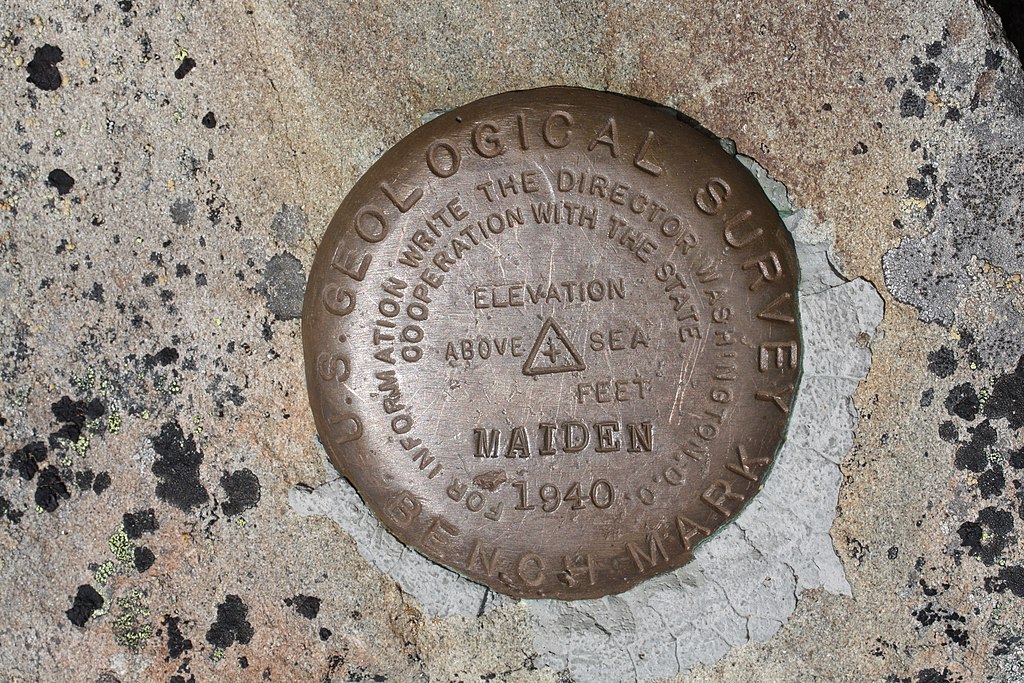 U.S. GEOLOGICAL SURVEY
BENCH MARK
FOR INFORMATION WRITE THE DIRECTOR WASHINGTON, D.C.
COOPERATION WITH THE STATE
ELEVATION
ABOVE SEA
FEET
MAIDEN
1940